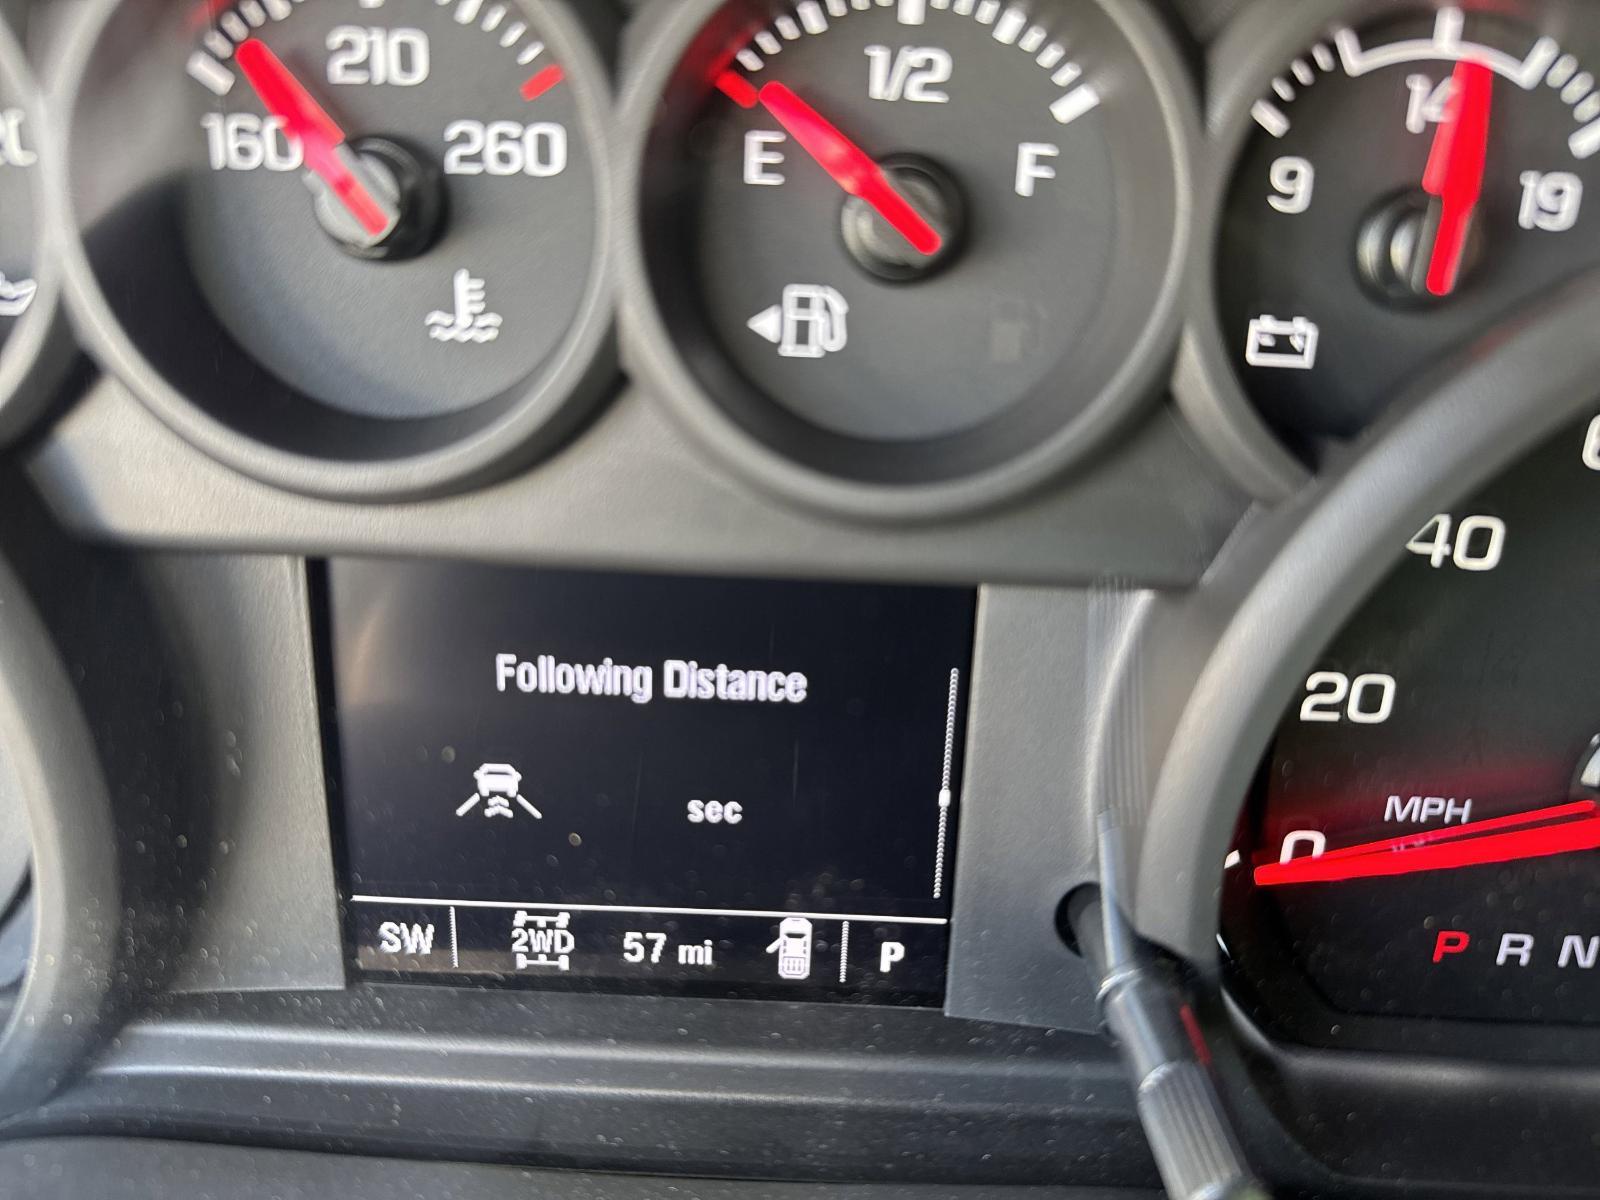 210
160
260
1/2
E
F
14
9
19
40
20
MPH
0
Following Distance
sec
SW
2WD
57 mi
P
P R N